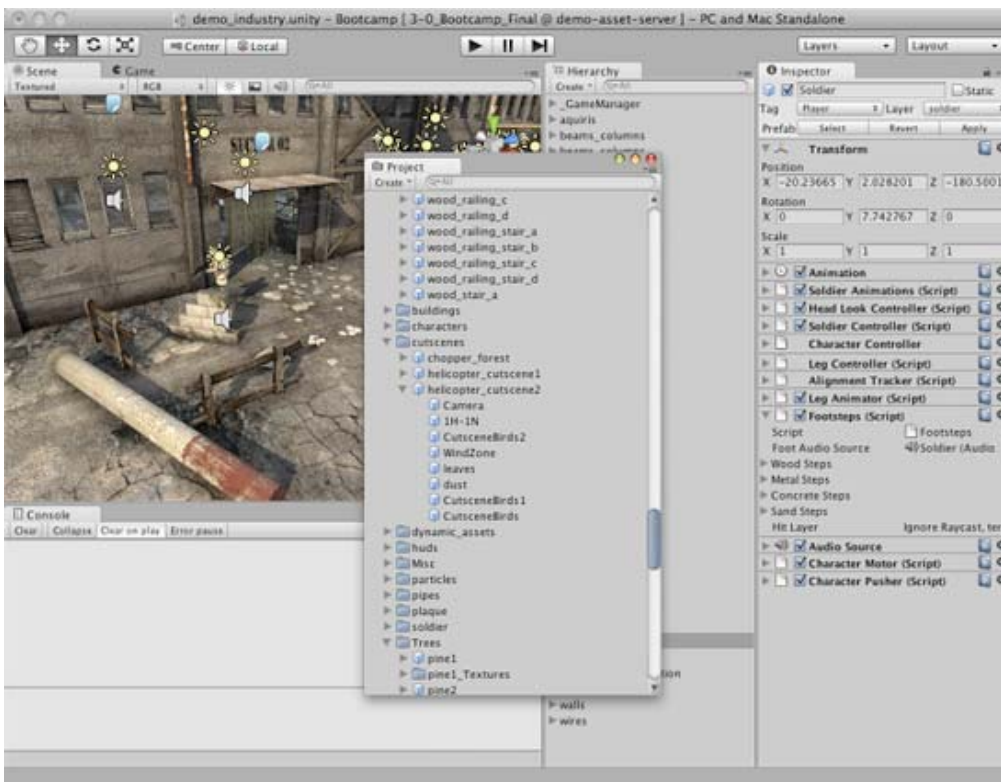 demo_industry.unity - Bootcamp [ 3-0_Bootcamp_Final @ demo-asset-server ] - PC and Mac Standalone
Center Local
Layers
Layout
Scene
Game
Textured RGB
Hierarchy
Create
_GameManager
aquiris
beams_columns
beams_columns
Project
Create
wood_railing_c
wood_railing_d
wood_railing_stair_a
wood_railing_stair_b
wood_railing_stair_c
wood_railing_stair_d
wood_stair_a
buildings
characters
cutscenes
chopper_forest
helicopter_cutscene1
helicopter_cutscene2
Camera
1H-1N
CutsceneBirds2
WindZone
leaves
dust
CutsceneBirds1
CutsceneBirds
dynamic_assets
huds
Misc
particles
pipes
plaque
soldier
Trees
pine1
pine1_Textures
pine2
walls
wires
Inspector
Soldier Static
Tag Player Layer soldier
Prefab Select Revert Apply
Transform
Position
X -20.23665 Y 2.028201 Z -180.5001
Rotation
X 0 Y 7.742767 Z 0
Scale
X 1 Y 1 Z 1
Animation
Soldier Animations (Script)
Head Look Controller (Script)
Soldier Controller (Script)
Character Controller
Leg Controller (Script)
Alignment Tracker (Script)
Leg Animator (Script)
Footsteps (Script)
Script Footsteps
Foot Audio Source Soldier (Audio
Wood Steps
Metal Steps
Concrete Steps
Sand Steps
Hit Layer Ignore Raycast, ter
Audio Source
Character Motor (Script)
Character Pusher (Script)
Console
Clear Collapse Clear on play Error pause